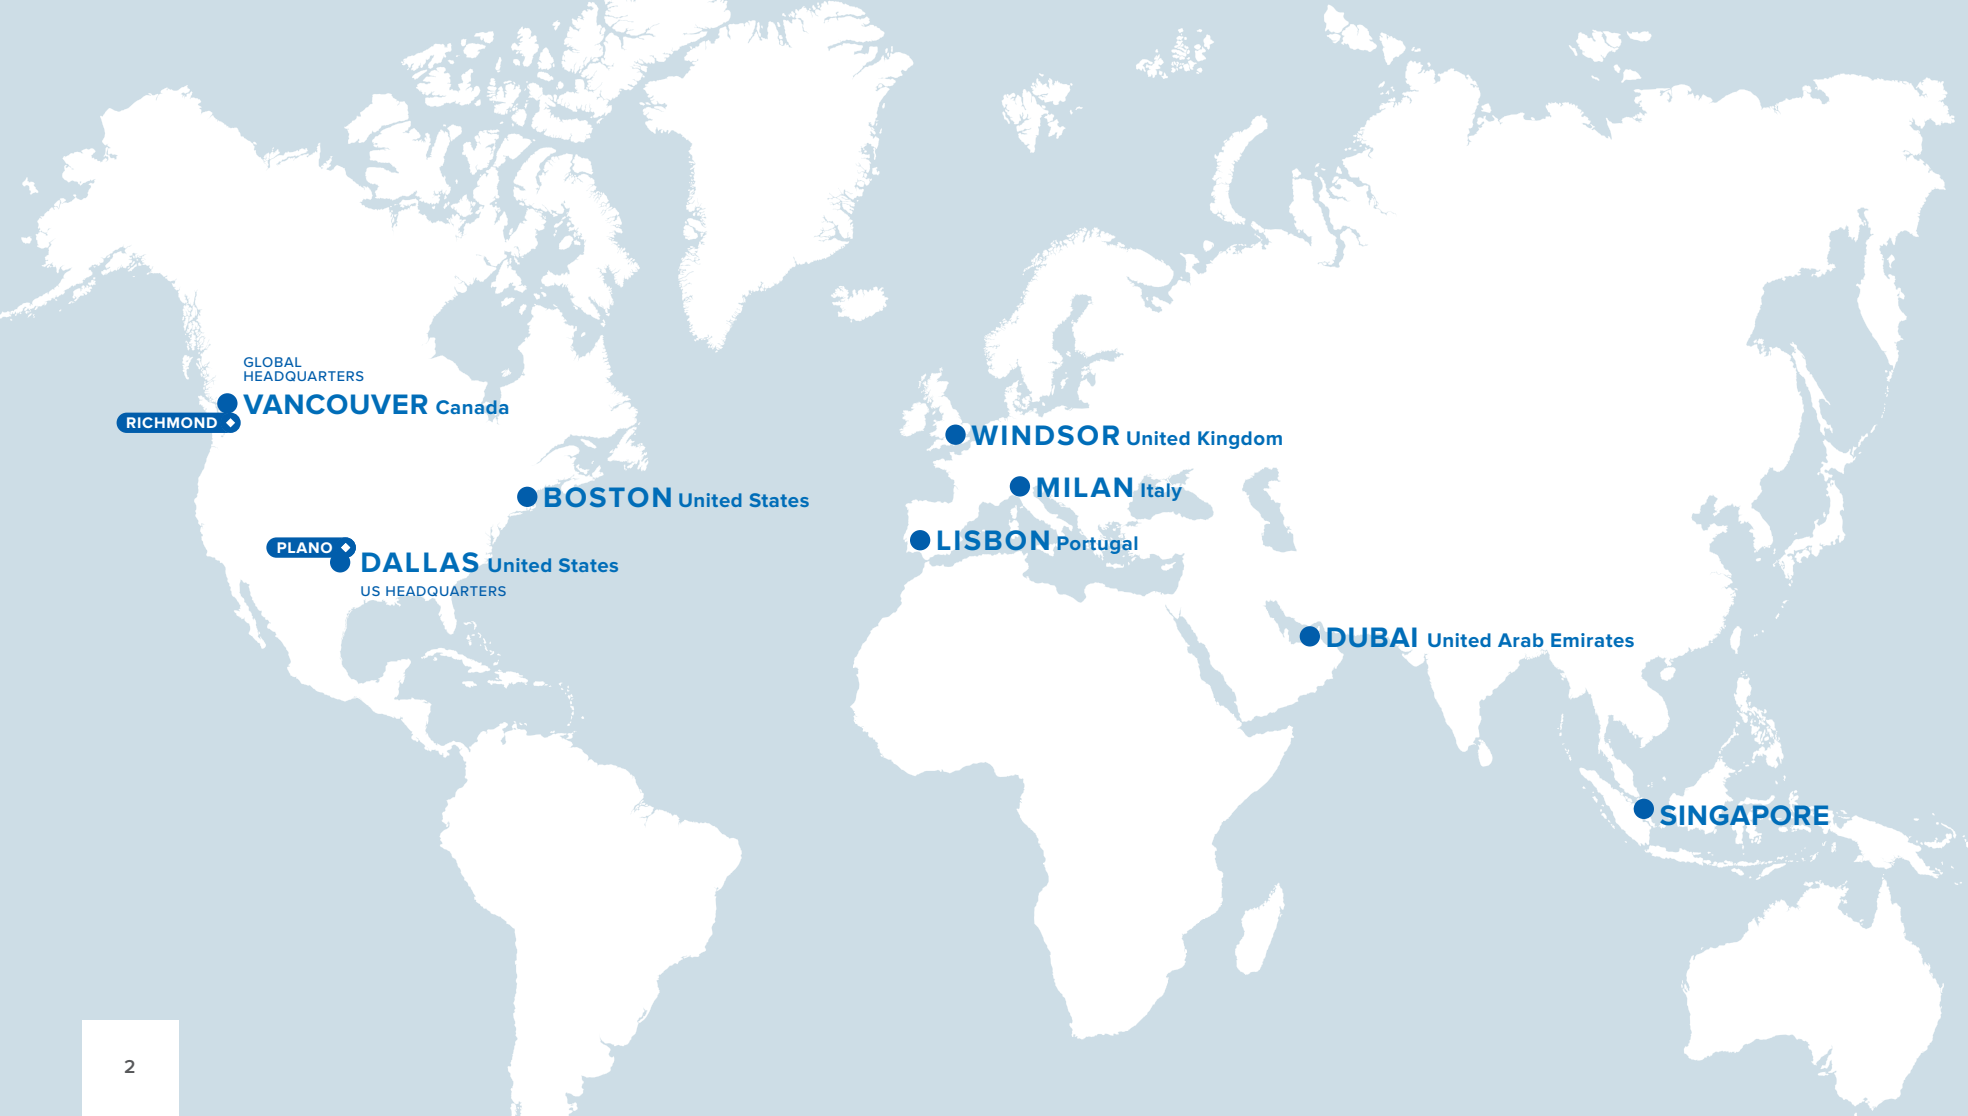 GLOBAL
HEADQUARTERS
VANCOUVER Canada
RICHMOND
WINDSOR United Kingdom
MILAN Italy
BOSTON United States
LISBON Portugal
PLANO
DALLAS United States
US HEADQUARTERS
DUBAI United Arab Emirates
SINGAPORE
2